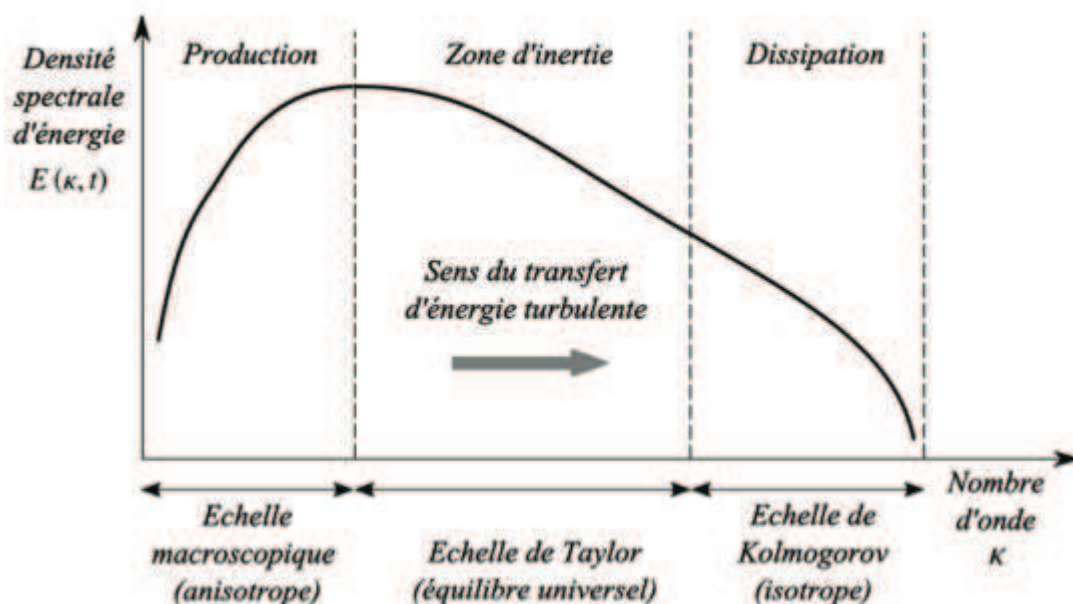 Densité
spectrale
d'énergie
E (κ, t)
Production
Zone d'inertie
Dissipation
Sens du transfert
d'énergie turbulente
Echelle
macroscopique
(anisotrope)
Echelle de Taylor
(équilibre universel)
Echelle de
Kolmogorov
(isotrope)
Nombre
d'onde
κ